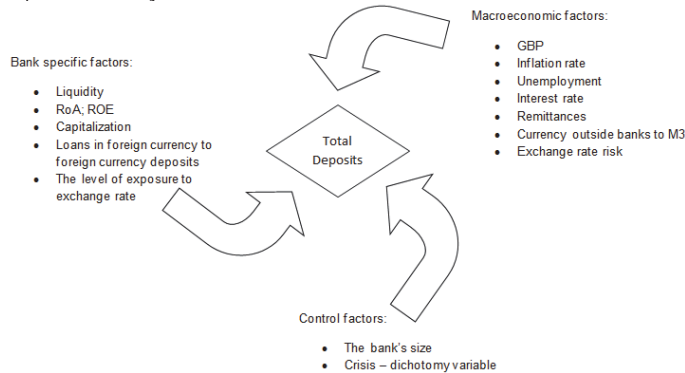 Macroeconomic factors:
• GBP
• Inflation rate
• Unemployment
• Interest rate
• Remittances
• Currency outside banks to M3
• Exchange rate risk
Bank specific factors:
• Liquidity
• RoA; ROE
• Capitalization
• Loans in foreign currency to
foreign currency deposits
• The level of exposure to
exchange rate
Total
Deposits
Control factors:
• The bank's size
• Crisis – dichotomy variable